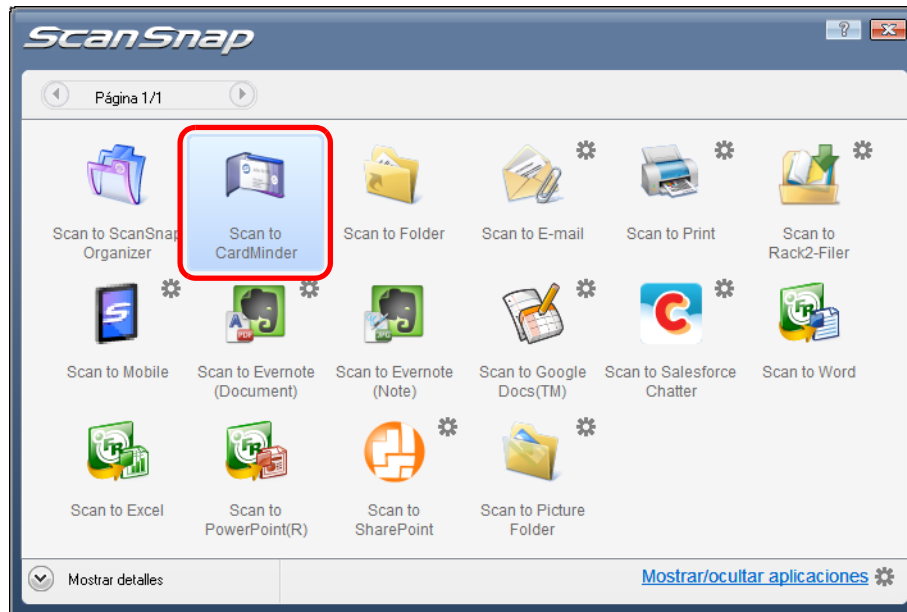 ScanSnap
?
Página 1/1
Scan to ScanSnap
Organizer
Scan to
CardMinder
Scan to Folder
Scan to E-mail
Scan to Print
Scan to
Rack2-Filer
Scan to Mobile
Scan to Evernote
(Document)
Scan to Evernote
(Note)
Scan to Google
Docs(TM)
Scan to Salesforce
Chatter
Scan to Word
Scan to Excel
Scan to
PowerPoint(R)
Scan to
SharePoint
Scan to Picture
Folder
Mostrar detalles
Mostrar/ocultar aplicaciones